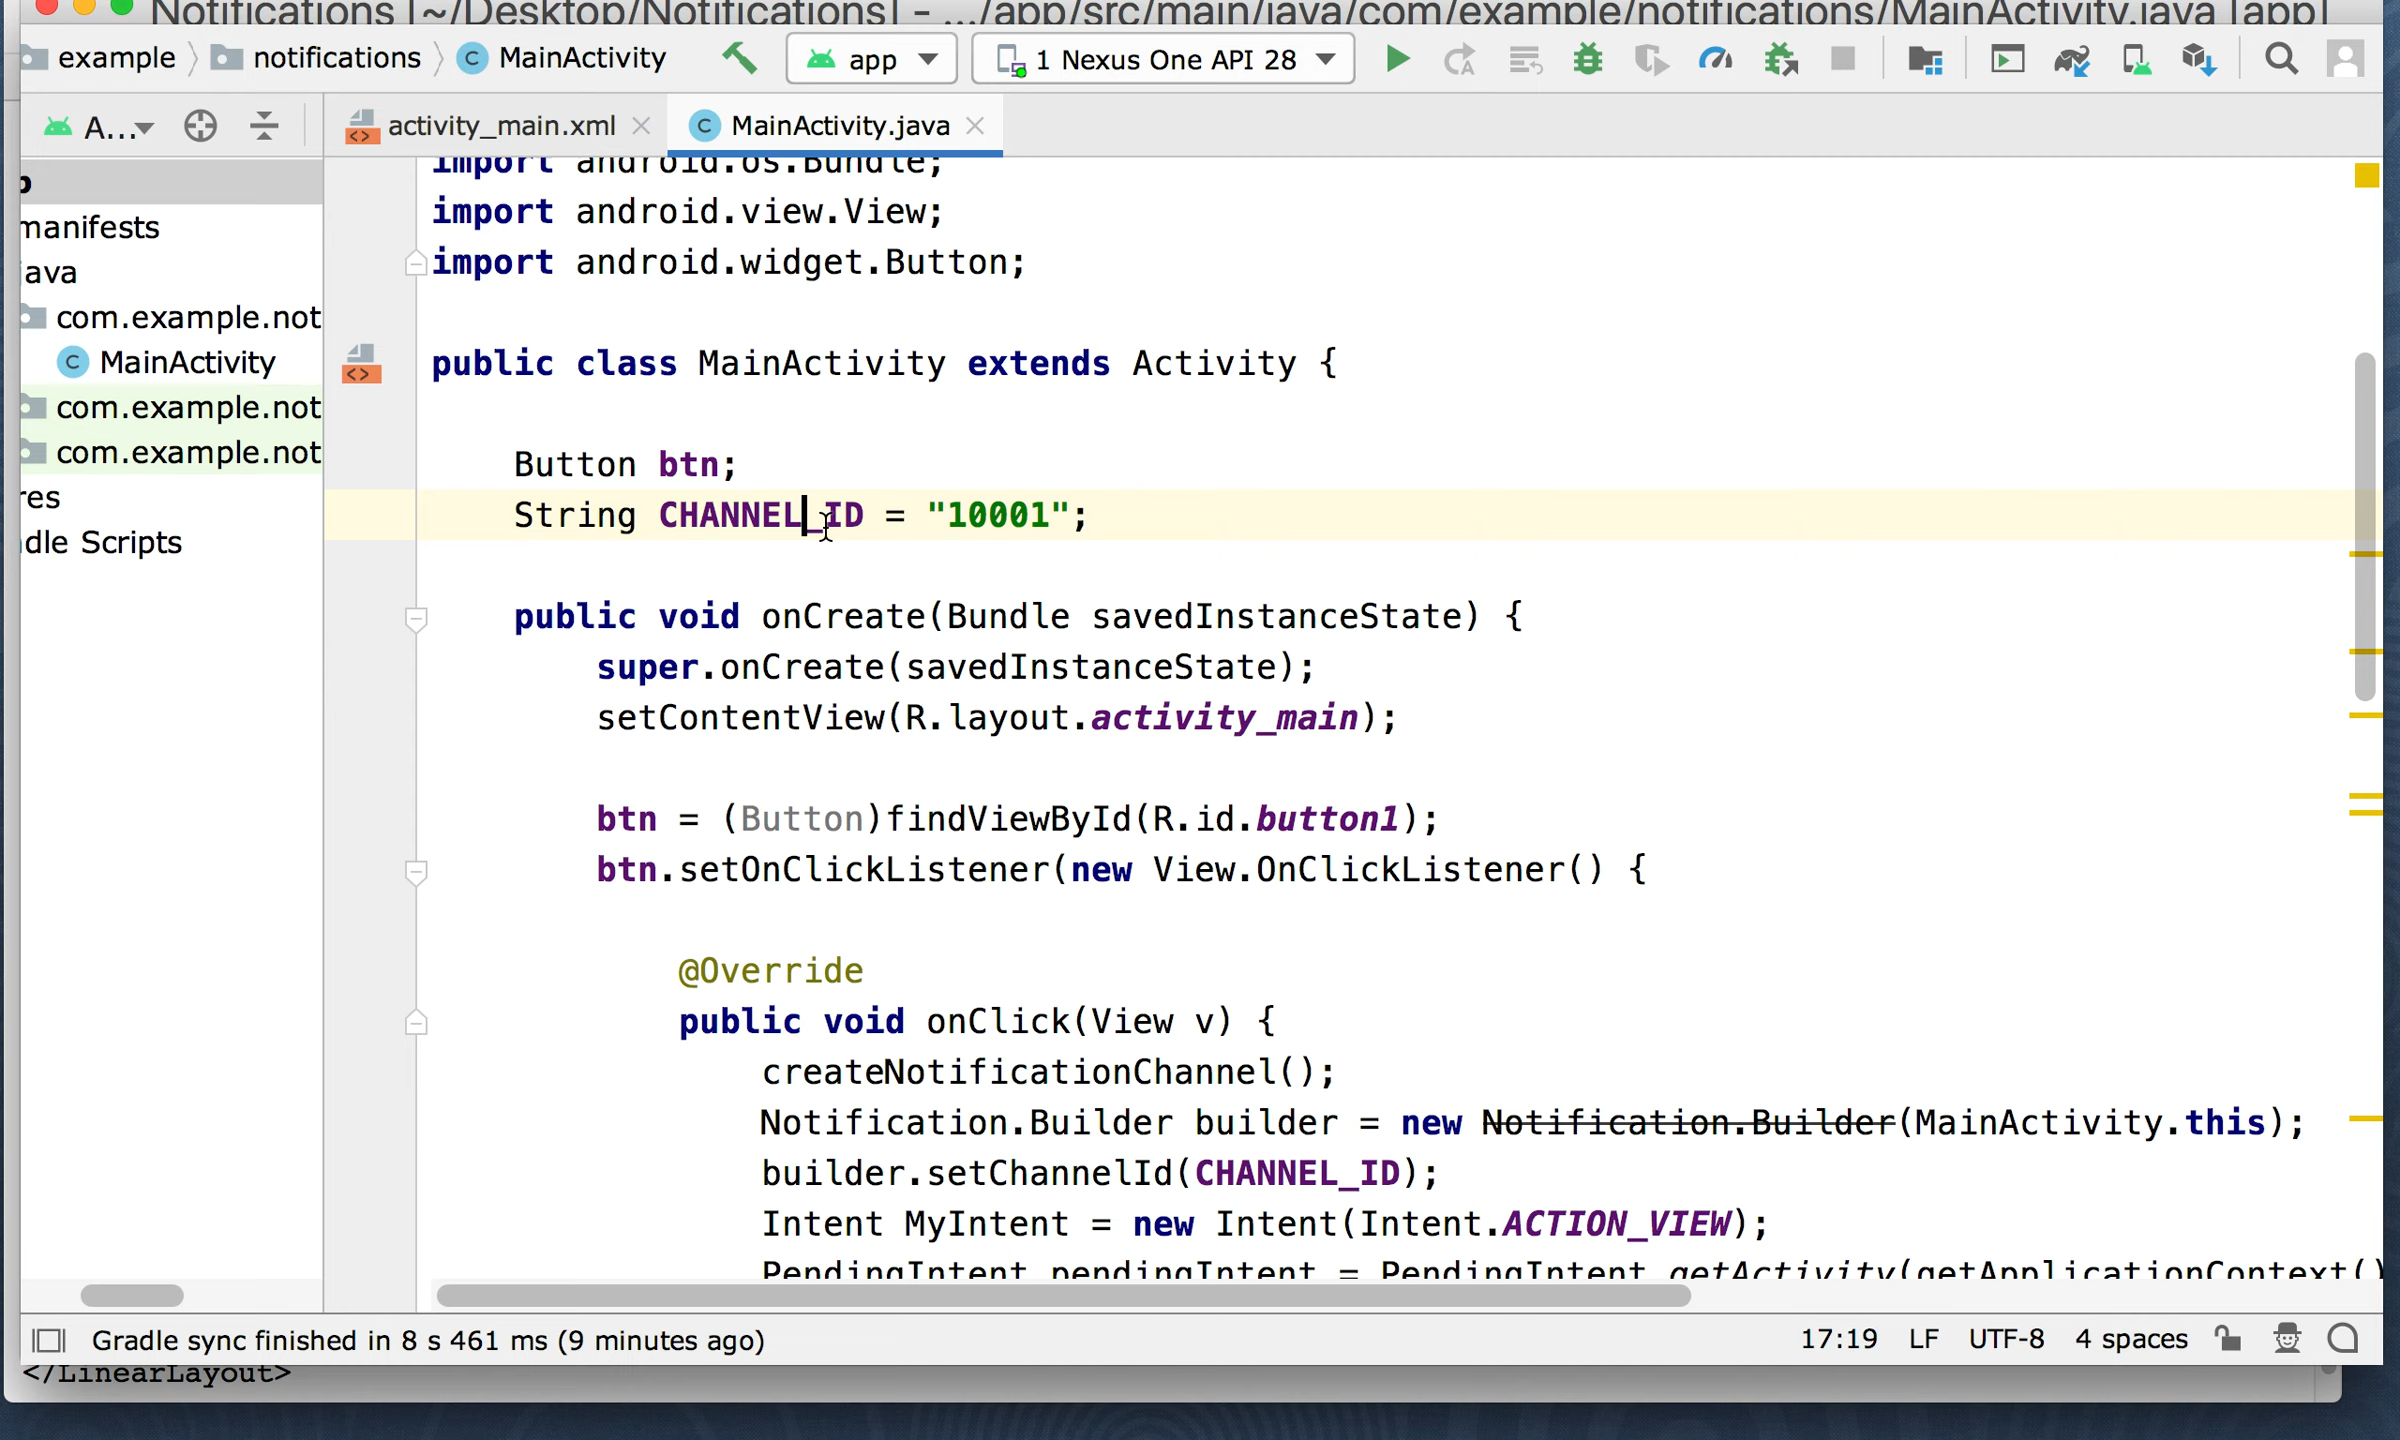 Notifications [~/Desktop/Notifications] - .../app/src/main/java/com/example/notifications/MainActivity.java [app]
example notifications MainActivity app 1 Nexus One API 28
A... activity_main.xml MainActivity.java
p
manifests
java
com.example.not
MainActivity
com.example.not
com.example.not
res
dle Scripts
import android.os.Bundle;
import android.view.View;
import android.widget.Button;
public class MainActivity extends Activity {
Button btn;
String CHANNEL_ID = "10001";
public void onCreate(Bundle savedInstanceState) {
super.onCreate(savedInstanceState);
setContentView(R.layout.activity_main);
btn = (Button)findViewById(R.id.button1);
btn.setOnClickListener(new View.OnClickListener() {
@Override
public void onClick(View v) {
createNotificationChannel();
Notification.Builder builder = new Notification.Builder(MainActivity.this);
builder.setChannelId(CHANNEL_ID);
Intent MyIntent = new Intent(Intent.ACTION_VIEW);
PendingIntent pendingIntent = PendingIntent.getActivity(getApplicationContext()
Gradle sync finished in 8 s 461 ms (9 minutes ago) 17:19 LF UTF-8 4 spaces
</LinearLayout>